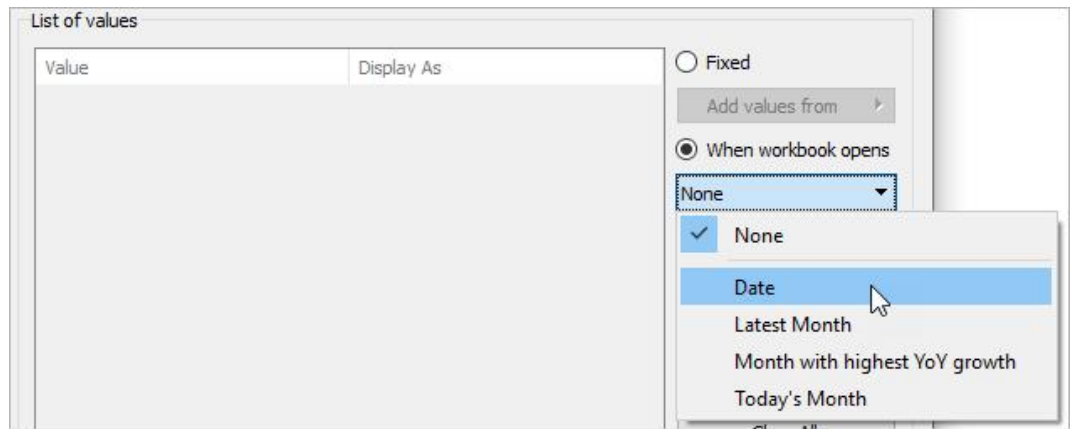 List of values
Value Display As
Fixed
Add values from
When workbook opens
None
None
Date
Latest Month
Month with highest YoY growth
Today's Month